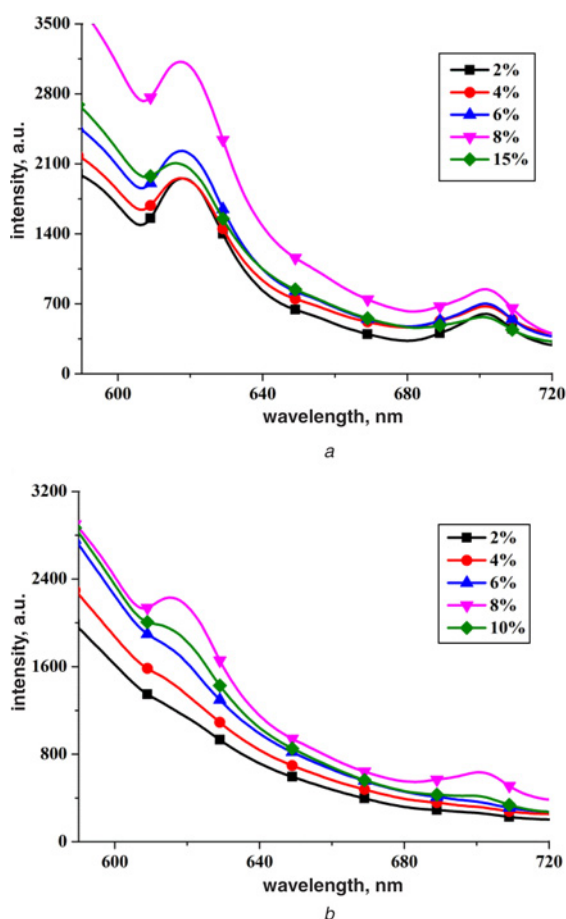 3500
2800
2100
1400
700
0
intensity, a.u.
2%
4%
6%
8%
15%
600 640 680 720
wavelength, nm
a
3200
2400
1600
800
0
intensity, a.u.
2%
4%
6%
8%
10%
600 640 680 720
wavelength, nm
b